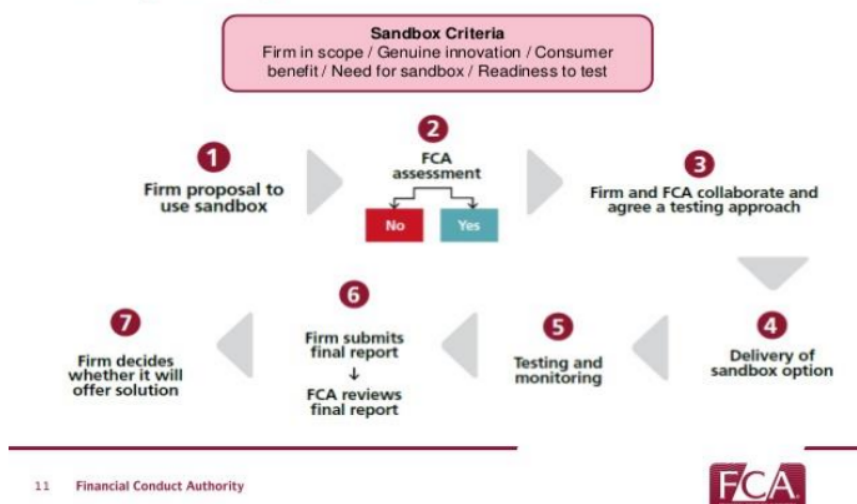 Sandbox Criteria
Firm in scope / Genuine innovation / Consumer
benefit / Need for sandbox / Readiness to test
1
Firm proposal to
use sandbox
2
FCA
assessment
No
Yes
3
Firm and FCA collaborate and
agree a testing approach
4
Delivery of
sandbox option
5
Testing and
monitoring
6
Firm submits
final report
↓
FCA reviews
final report
7
Firm decides
whether it will
offer solution
11 Financial Conduct Authority
FCA